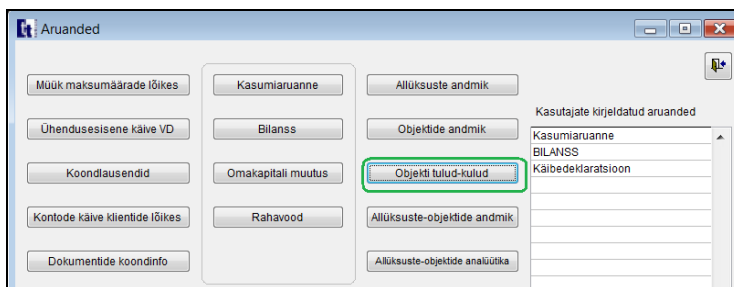 Aruanded
Müük maksumäärade lõikes
Kasumiaruanne
Allüksuste andmik
Kasutajate kirjeldatud aruanded
Ühendusesisene käive VD
Bilanss
Objektide andmik
Kasumiaruanne
BILANSS
Koondlausendid
Omakapitali muutus
Objekti tulud-kulud
Käibedeklaratsioon
Kontode käive klientide lõikes
Rahavood
Allüksuste-objektide andmik
Dokumentide koondinfo
Allüksuste-objektide analüütika